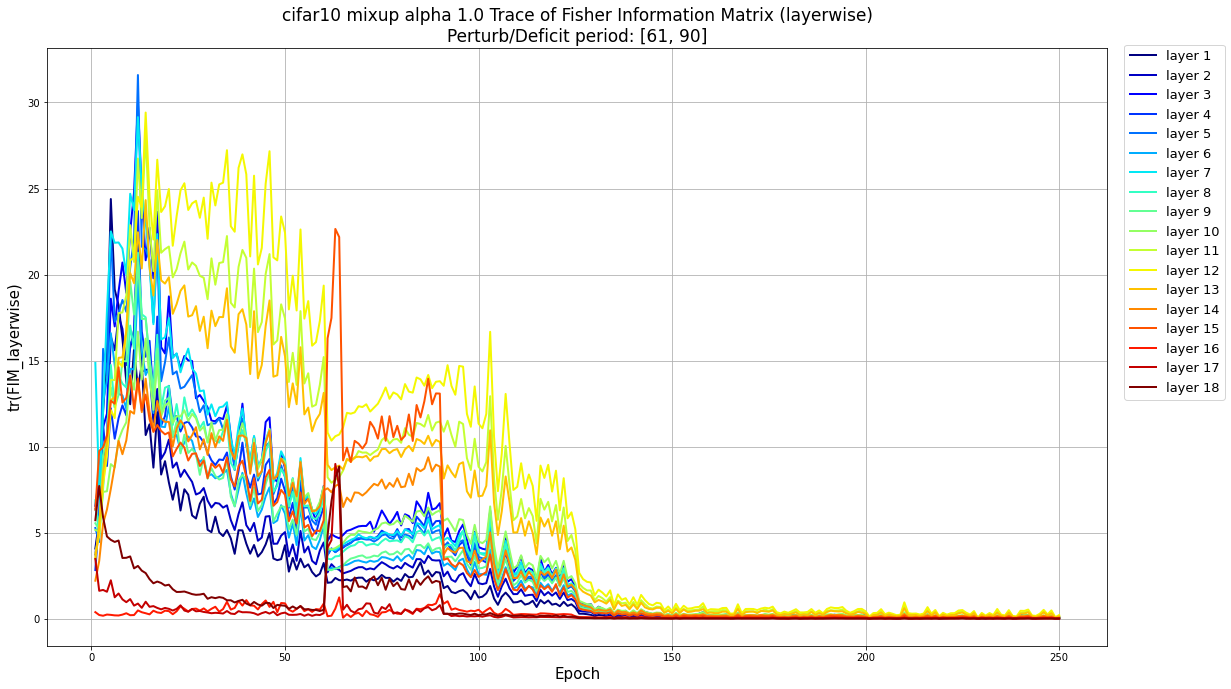 cifar10 mixup alpha 1.0 Trace of Fisher Information Matrix (layerwise)
Perturb/Deficit period: [61, 90]
tr(FIM_layerwise)
30
25
20
15
10
5
0
0
50
100
150
200
250
Epoch
layer 1
layer 2
layer 3
layer 4
layer 5
layer 6
layer 7
layer 8
layer 9
layer 10
layer 11
layer 12
layer 13
layer 14
layer 15
layer 16
layer 17
layer 18